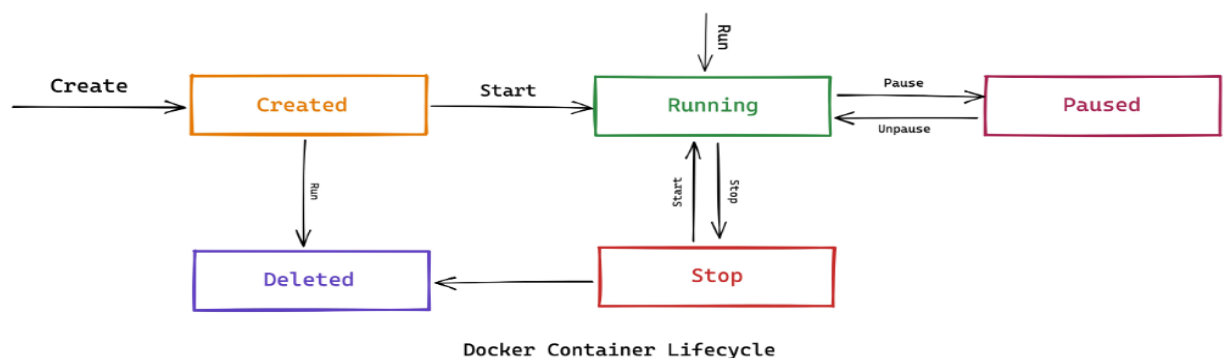 Run
Create
Created
Start
Running
Pause
Unpause
Paused
Run
Start
Stop
Deleted
Stop
Docker Container Lifecycle